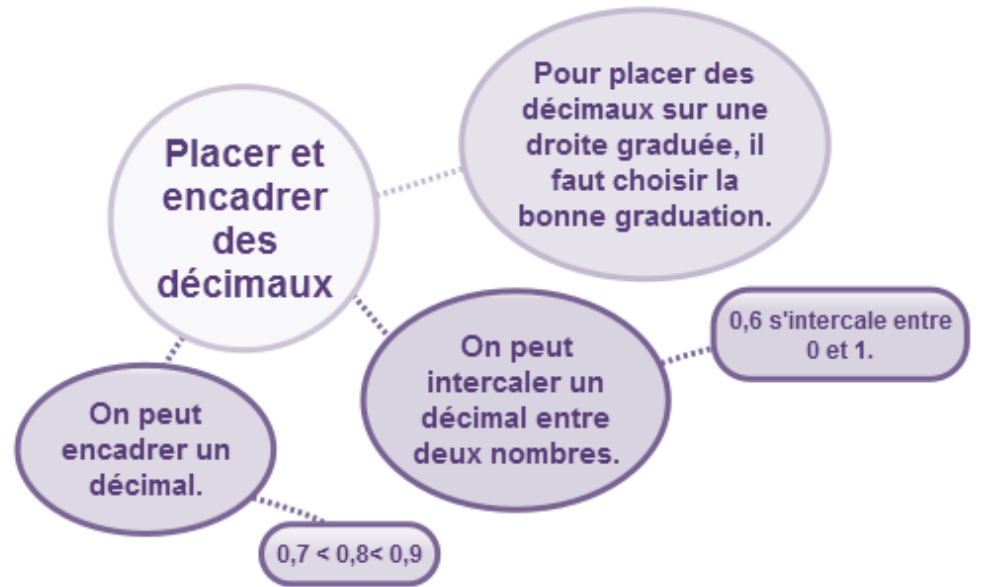 Placer et
encadrer
des
décimaux
Pour placer des
décimaux sur une
droite graduée, il
faut choisir la
bonne graduation.
On peut
intercaler un
décimal entre
deux nombres.
0,6 s'intercale entre
0 et 1.
On peut
encadrer un
décimal.
0,7 < 0,8< 0,9